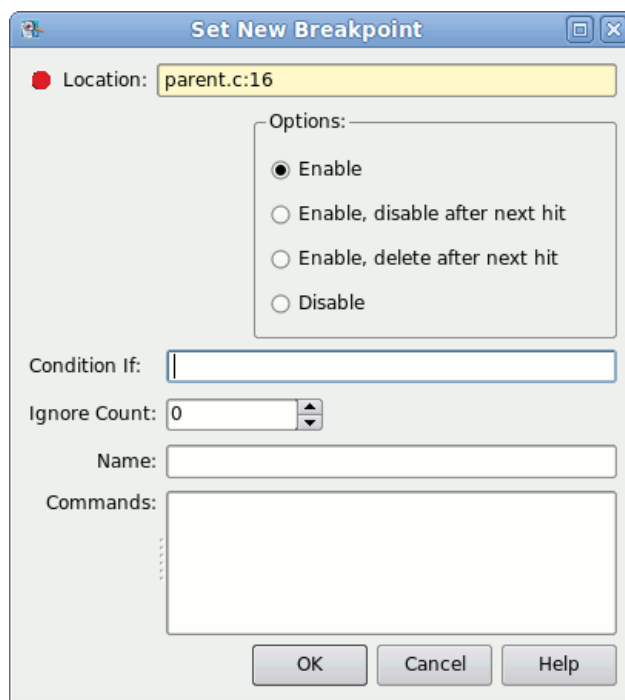 Set New Breakpoint
Location: parent.c:16
Options:
Enable
Enable, disable after next hit
Enable, delete after next hit
Disable
Condition If:
Ignore Count: 0
Name:
Commands:
OK Cancel Help